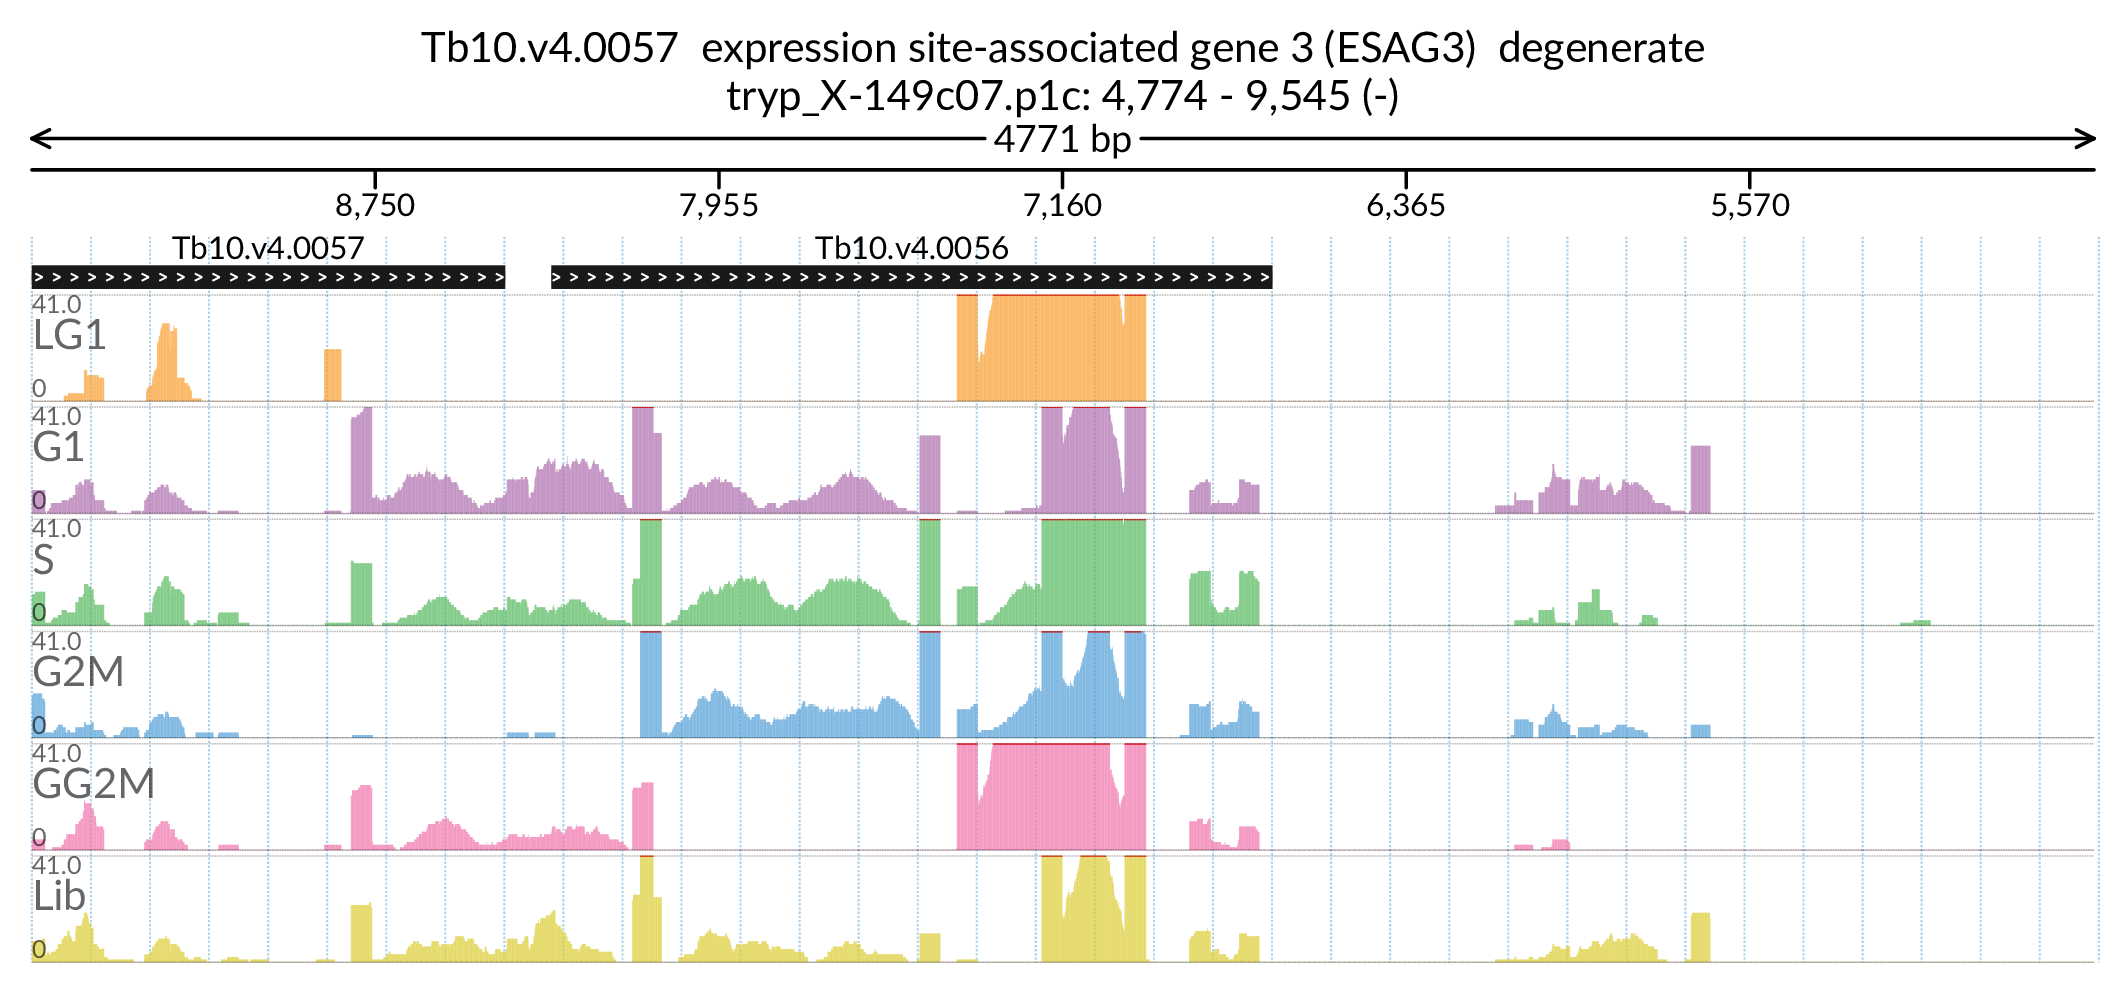 Tb10.v4.0057 expression site-associated gene 3 (ESAG3) degenerate
tryp_X-149c07.p1c: 4,774 - 9,545 (-)
4771 bp
8,750 7,955 7,160 6,365 5,570
Tb10.v4.0057 Tb10.v4.0056
41.0
LG1
0
41.0
G1
0
41.0
S
0
41.0
G2M
0
41.0
GG2M
0
41.0
Lib
0